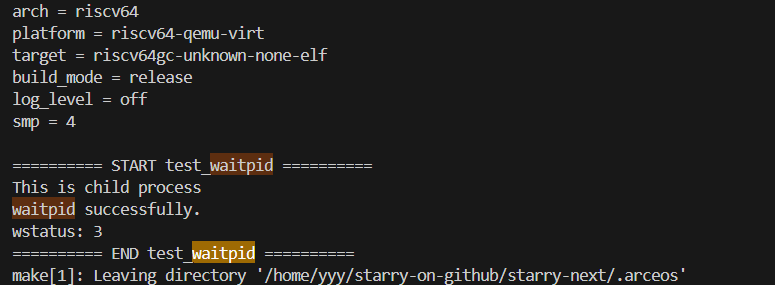 arch = riscv64
platform = riscv64-qemu-virt
target = riscv64gc-unknown-none-elf
build_mode = release
log_level = off
smp = 4
========== START test_waitpid ==========
This is child process
waitpid successfully.
wstatus: 3
========== END test_waitpid ==========
make[1]: Leaving directory '/home/yyy/starry-on-github/starry-next/.arceos'